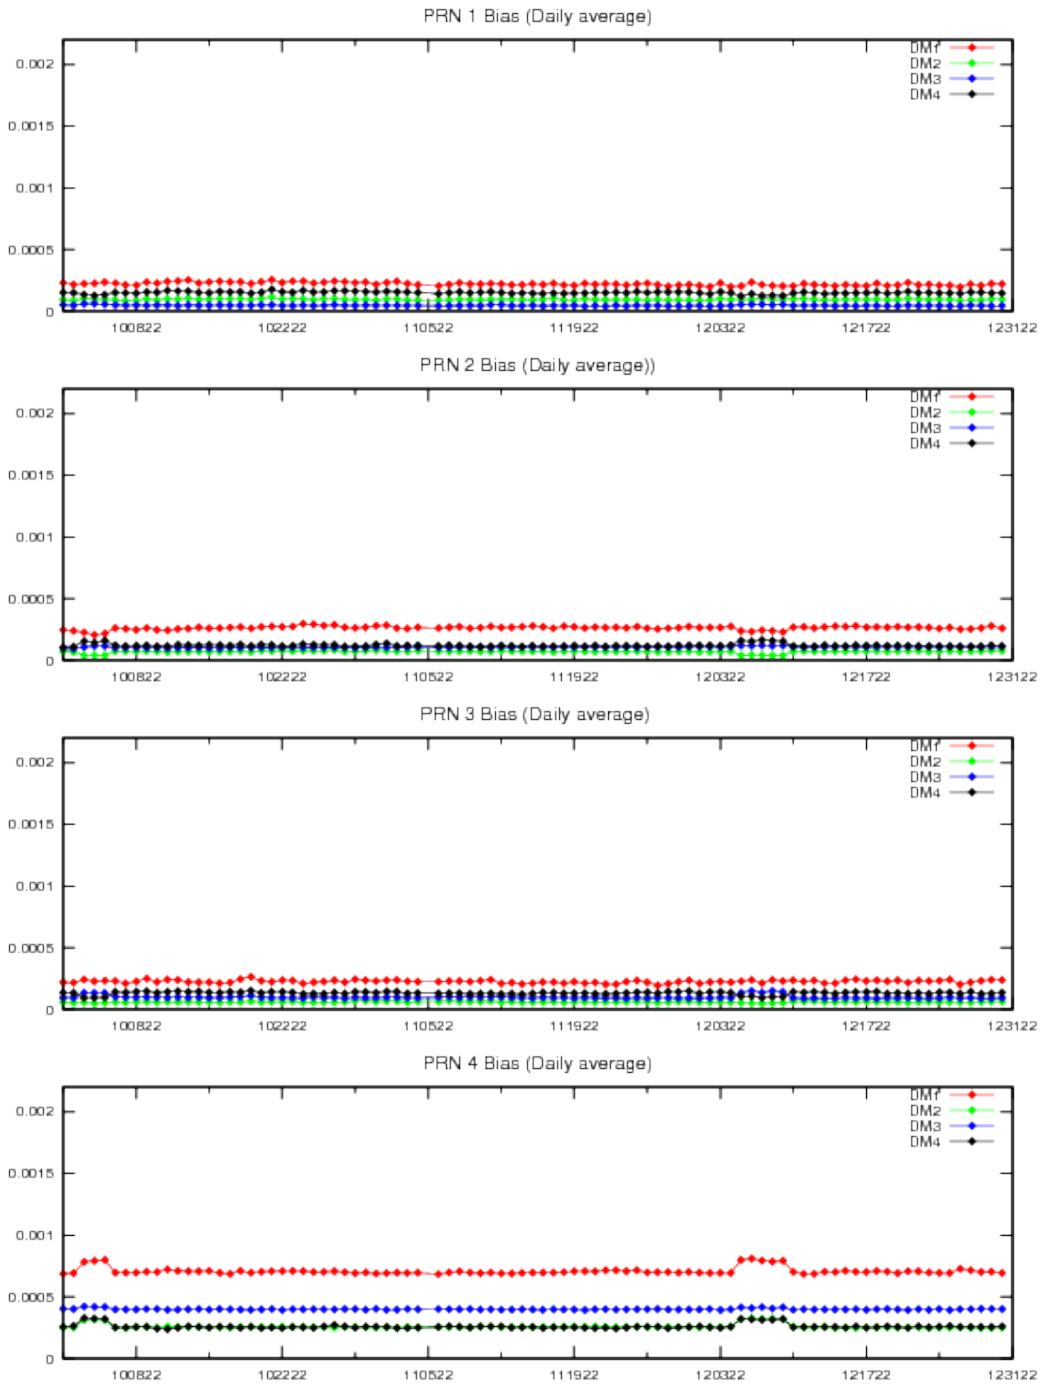 PRN 1 Bias (Daily average)
0.002
0.0015
0.001
0.0005
0
DM1
DM2
DM3
DM4
100822 102222 110522 111922 120322 121722 123122
PRN 2 Bias (Daily average))
0.002
0.0015
0.001
0.0005
0
DM1
DM2
DM3
DM4
100822 102222 110522 111922 120322 121722 123122
PRN 3 Bias (Daily average)
0.002
0.0015
0.001
0.0005
0
DM1
DM2
DM3
DM4
100822 102222 110522 111922 120322 121722 123122
PRN 4 Bias (Daily average)
0.002
0.0015
0.001
0.0005
0
DM1
DM2
DM3
DM4
100822 102222 110522 111922 120322 121722 123122